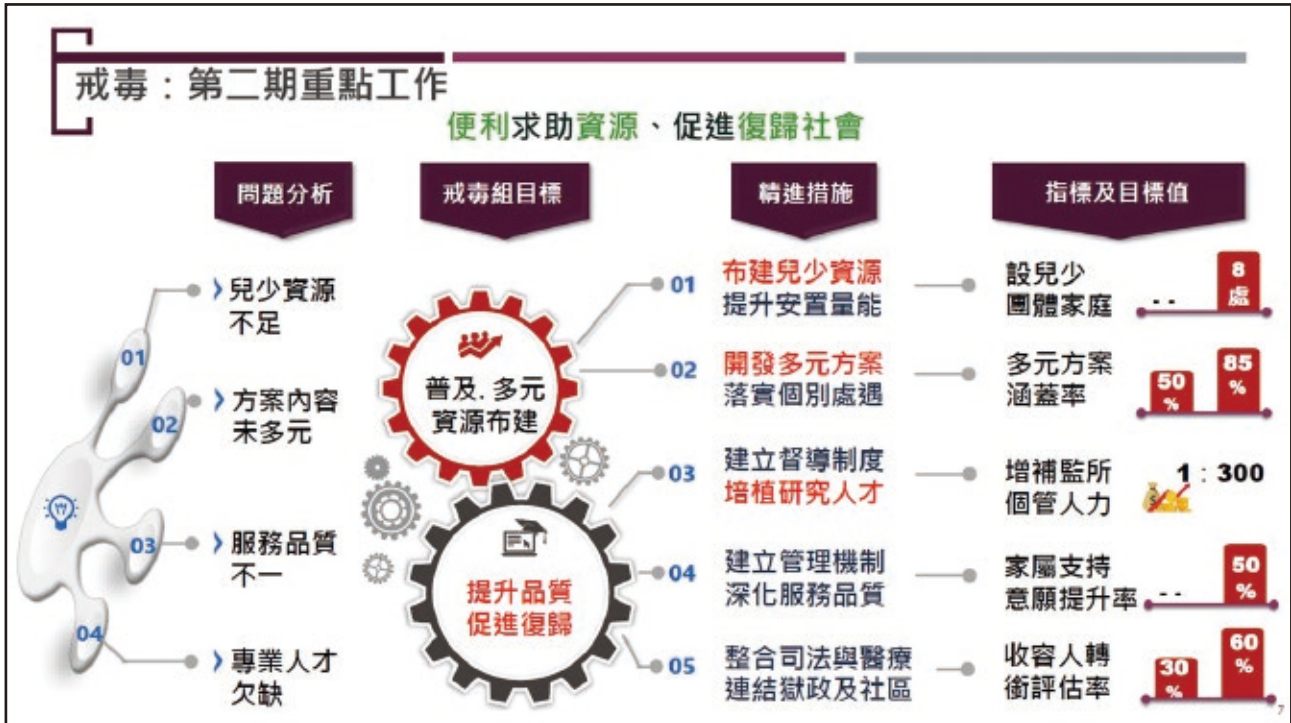 戒毒：第二期重點工作
便利求助資源、促進復歸社會
問題分析
戒毒組目標
精進措施
指標及目標值
01
兒少資源
不足
02
方案內容
未多元
03
服務品質
不一
04
專業人才
欠缺
普及.多元
資源布建
提升品質
促進復歸
01
布建兒少資源
提升安置量能
設兒少
團體家庭
- -
8
處
02
開發多元方案
落實個別處遇
多元方案
涵蓋率
50
%
85
%
03
建立督導制度
培植研究人才
增補監所
個管人力
1：300
04
建立管理機制
深化服務品質
家屬支持
意願提升率
- -
50
%
05
整合司法與醫療
連結獄政及社區
收容人轉
銜評估率
30
%
60
%
7